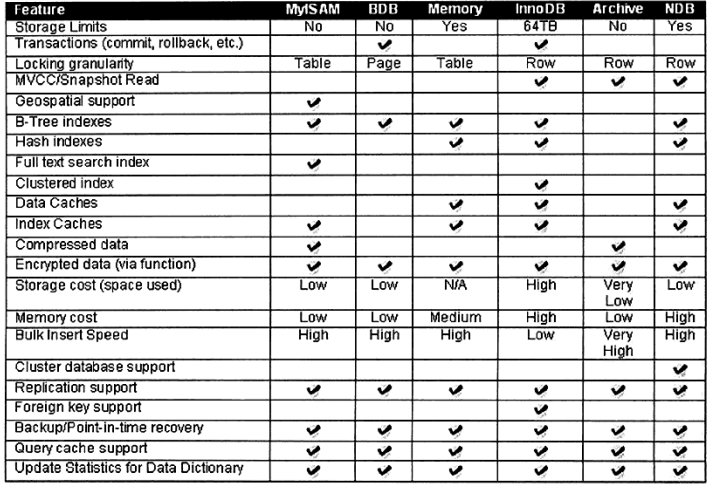 Feature MyISAM BDB Memory InnoDB Archive NDB
Storage Limits No No Yes 64TB No Yes
Transactions (commit, rollback, etc.) ✔ ✔
Locking granularity Table Page Table Row Row Row
MVCC/Snapshot Read ✔ ✔ ✔
Geospatial support ✔
B-Tree indexes ✔ ✔ ✔ ✔ ✔
Hash indexes ✔ ✔ ✔
Full text search index ✔
Clustered index ✔
Data Caches ✔ ✔ ✔
Index Caches ✔ ✔ ✔ ✔
Compressed data ✔ ✔
Encrypted data (via function) ✔ ✔ ✔ ✔ ✔ ✔
Storage cost (space used) Low Low N/A High Very Low
Low
Memory cost Low Low Medium High Low High
Bulk Insert Speed High High High Low Very High
High
Cluster database support ✔
Replication support ✔ ✔ ✔ ✔ ✔ ✔
Foreign key support ✔
Backup/Point-in-time recovery ✔ ✔ ✔ ✔ ✔ ✔
Query cache support ✔ ✔ ✔ ✔ ✔ ✔
Update Statistics for Data Dictionary ✔ ✔ ✔ ✔ ✔ ✔